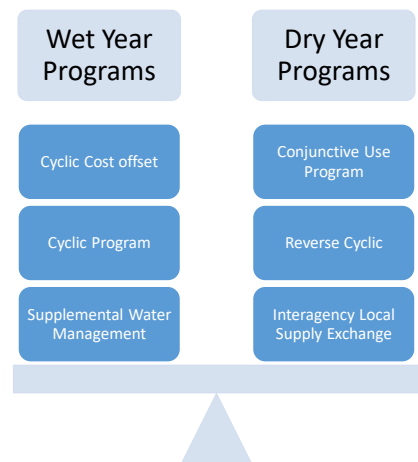 Wet Year
Programs
Cyclic Cost offset
Cyclic Program
Supplemental Water
Management
Dry Year
Programs
Conjunctive Use
Program
Reverse Cyclic
Interagency Local
Supply Exchange